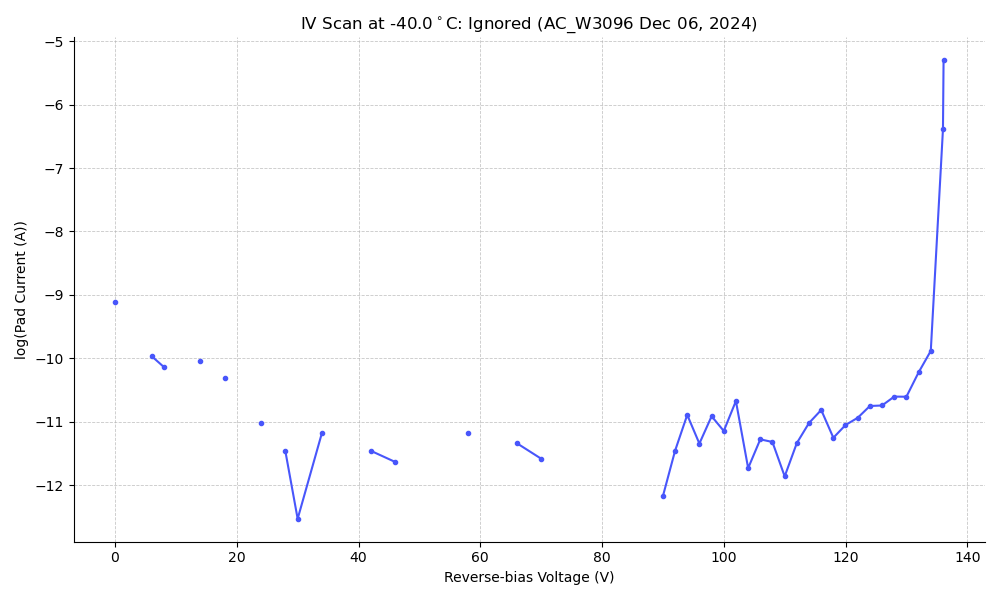 IV Scan at -40.0°C: Ignored (AC_W3096 Dec 06, 2024)
log(Pad Current (A))
−5
−6
−7
−8
−9
−10
−11
−12
0 20 40 60 80 100 120 140
Reverse-bias Voltage (V)